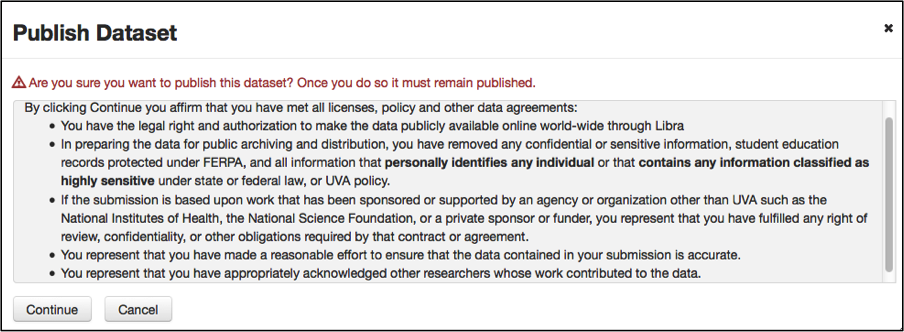 Publish Dataset
Are you sure you want to publish this dataset? Once you do so it must remain published.
By clicking Continue you affirm that you have met all licenses, policy and other data agreements:
• You have the legal right and authorization to make the data publicly available online world-wide through Libra
• In preparing the data for public archiving and distribution, you have removed any confidential or sensitive information, student education
records protected under FERPA, and all information that personally identifies any individual or that contains any information classified as
highly sensitive under state or federal law, or UVA policy.
• If the submission is based upon work that has been sponsored or supported by an agency or organization other than UVA such as the
National Institutes of Health, the National Science Foundation, or a private sponsor or funder, you represent that you have fulfilled any right of
review, confidentiality, or other obligations required by that contract or agreement.
• You represent that you have made a reasonable effort to ensure that the data contained in your submission is accurate.
• You represent that you have appropriately acknowledged other researchers whose work contributed to the data.
Continue Cancel